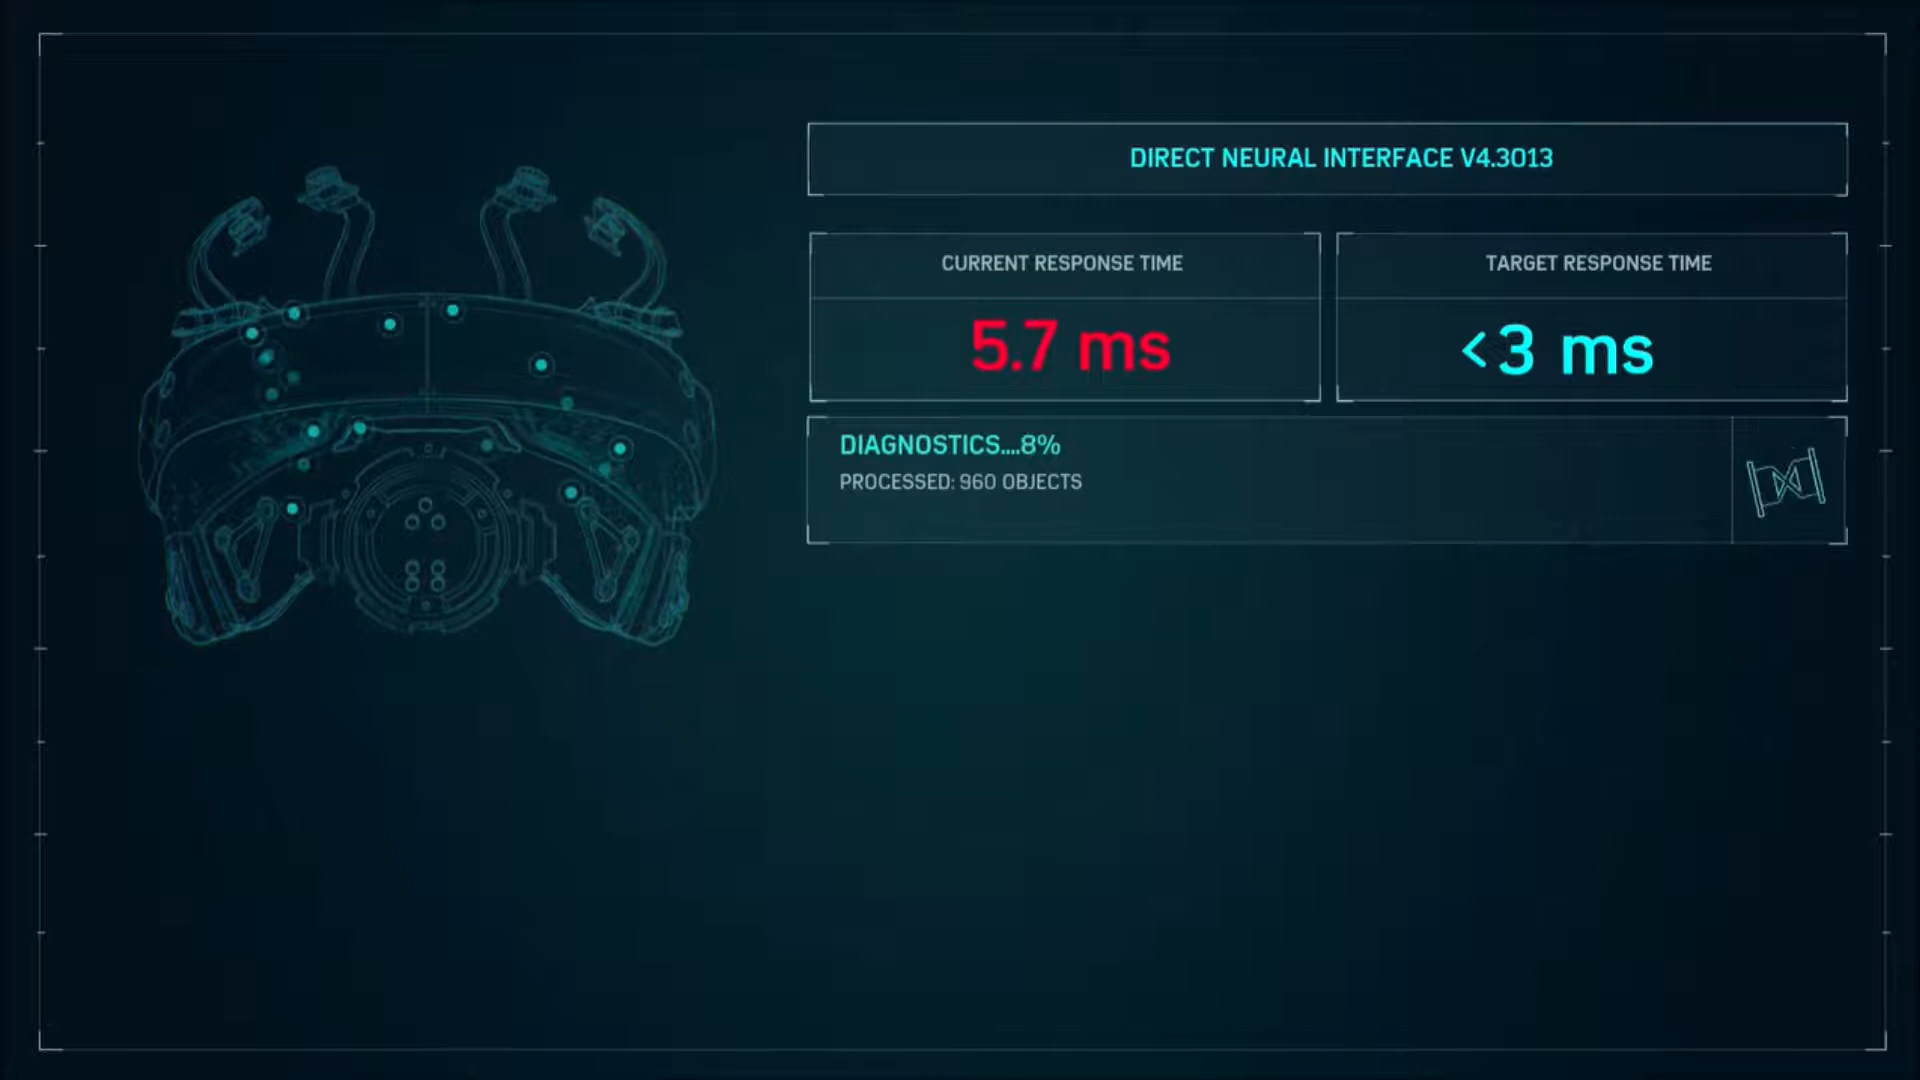 DIRECT NEURAL INTERFACE V4.3013
CURRENT RESPONSE TIME
TARGET RESPONSE TIME
5.7 ms
<3 ms
DIAGNOSTICS....8%
PROCESSED: 960 OBJECTS